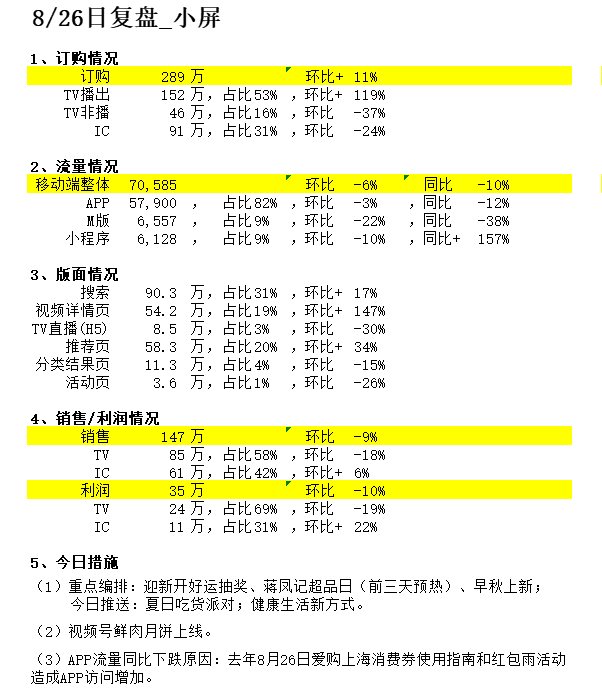 8/26日复盘_小屏
1、订购情况
订购 289 万 环比+ 11%
TV播出 152 万，占比53% ，环比+ 119%
TV非播 46 万，占比16% ，环比 -37%
IC 91 万，占比31% ，环比 -24%
2、流量情况
移动端整体 70,585 环比 -6% 同比 -10%
APP 57,900 ， 占比82% ，环比 -3% ，同比 -12%
M版 6,557 ， 占比9% ，环比 -22% ，同比 -38%
小程序 6,128 ， 占比9% ，环比 -10% ，同比+ 157%
3、版面情况
搜索 90.3 万，占比31% ，环比+ 17%
视频详情页 54.2 万，占比19% ，环比+ 147%
TV直播(H5) 8.5 万，占比3% ，环比 -30%
推荐页 58.3 万，占比20% ，环比+ 34%
分类结果页 11.3 万，占比4% ，环比 -15%
活动页 3.6 万，占比1% ，环比 -26%
4、销售/利润情况
销售 147 万 环比 -9%
TV 85 万，占比58% ，环比 -18%
IC 61 万，占比42% ，环比+ 6%
利润 35 万 环比 -10%
TV 24 万，占比69% ，环比 -19%
IC 11 万，占比31% ，环比+ 22%
5、今日措施
（1）重点编排：迎新开好运抽奖、蒋凤记超品日（前三天预热）、早秋上新；
今日推送：夏日吃货派对；健康生活新方式。
（2）视频号鲜肉月饼上线。
（3）APP流量同比下跌原因：去年8月26日爱购上海消费券使用指南和红包雨活动
造成APP访问增加。